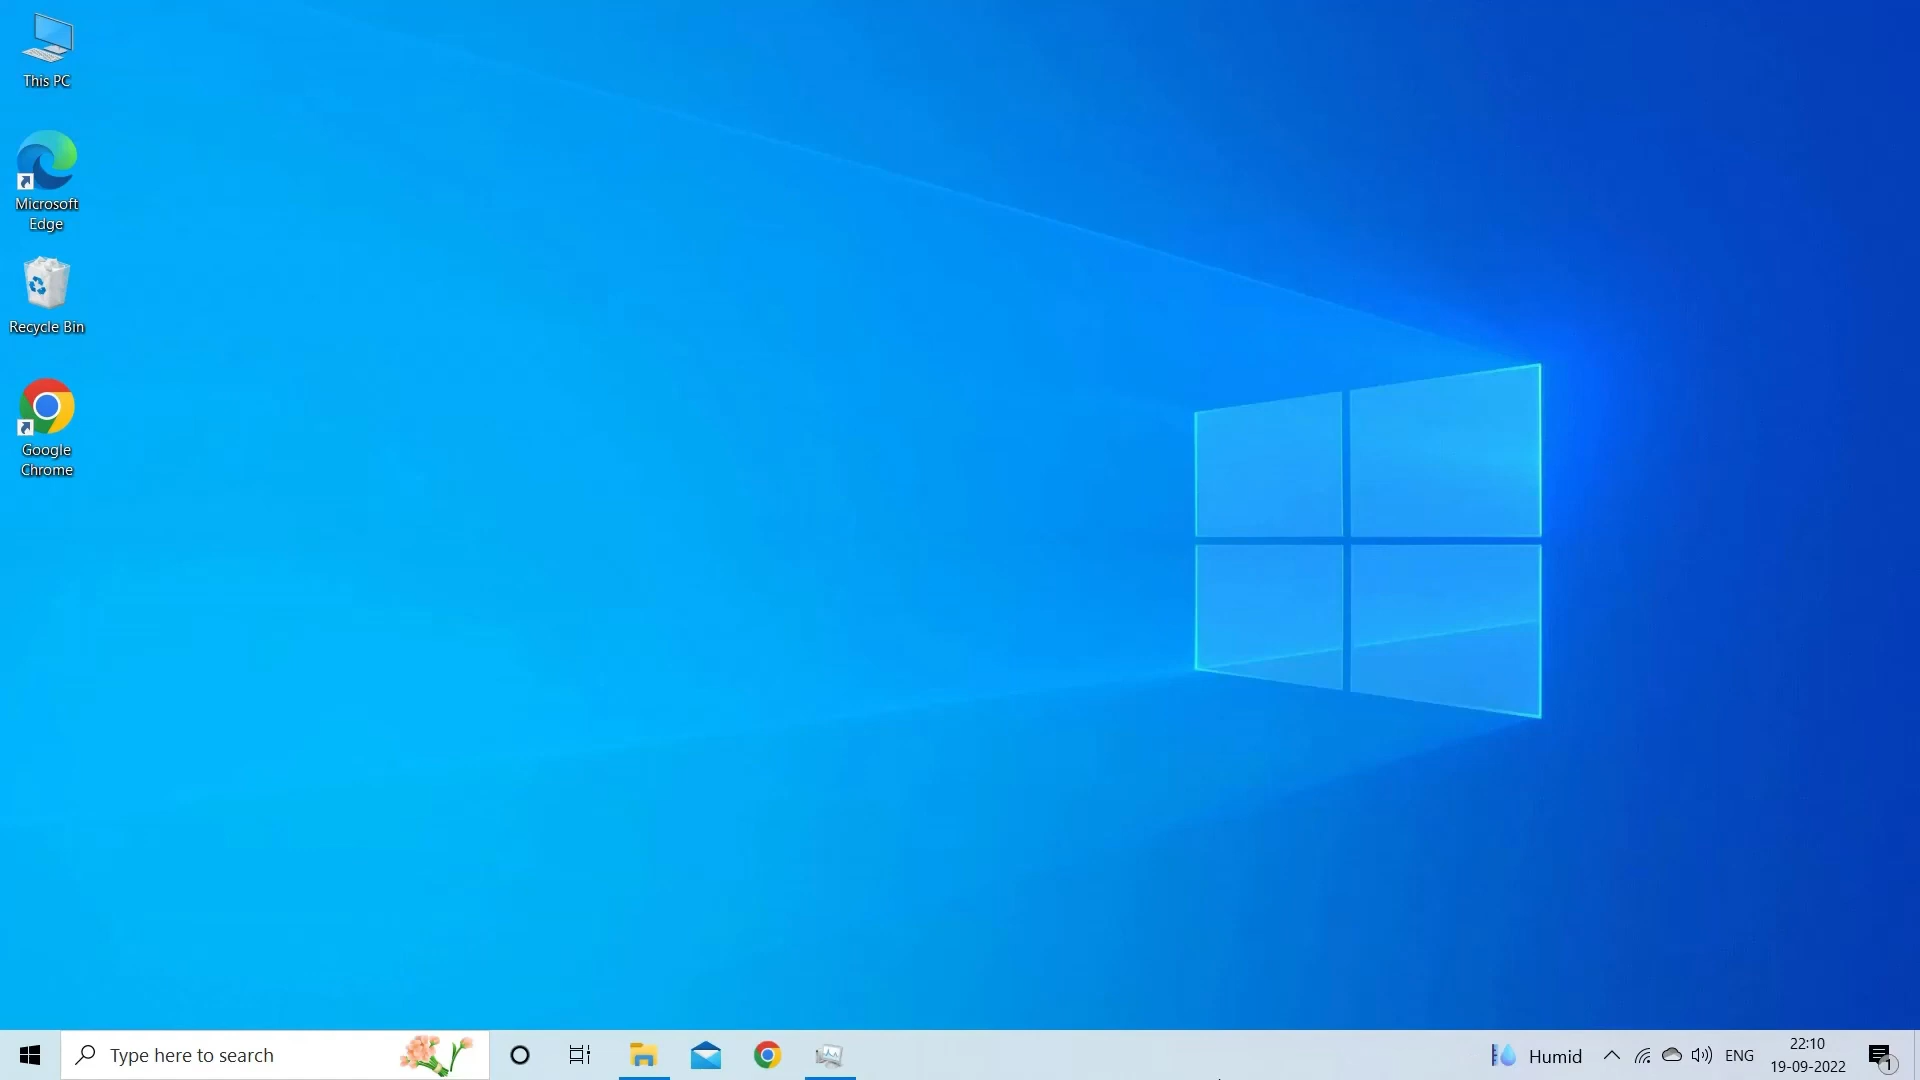 This PC
Microsoft
Edge
Recycle Bin
Google
Chrome
Type here to search
Humid
ENG
22:10
19-09-2022
1